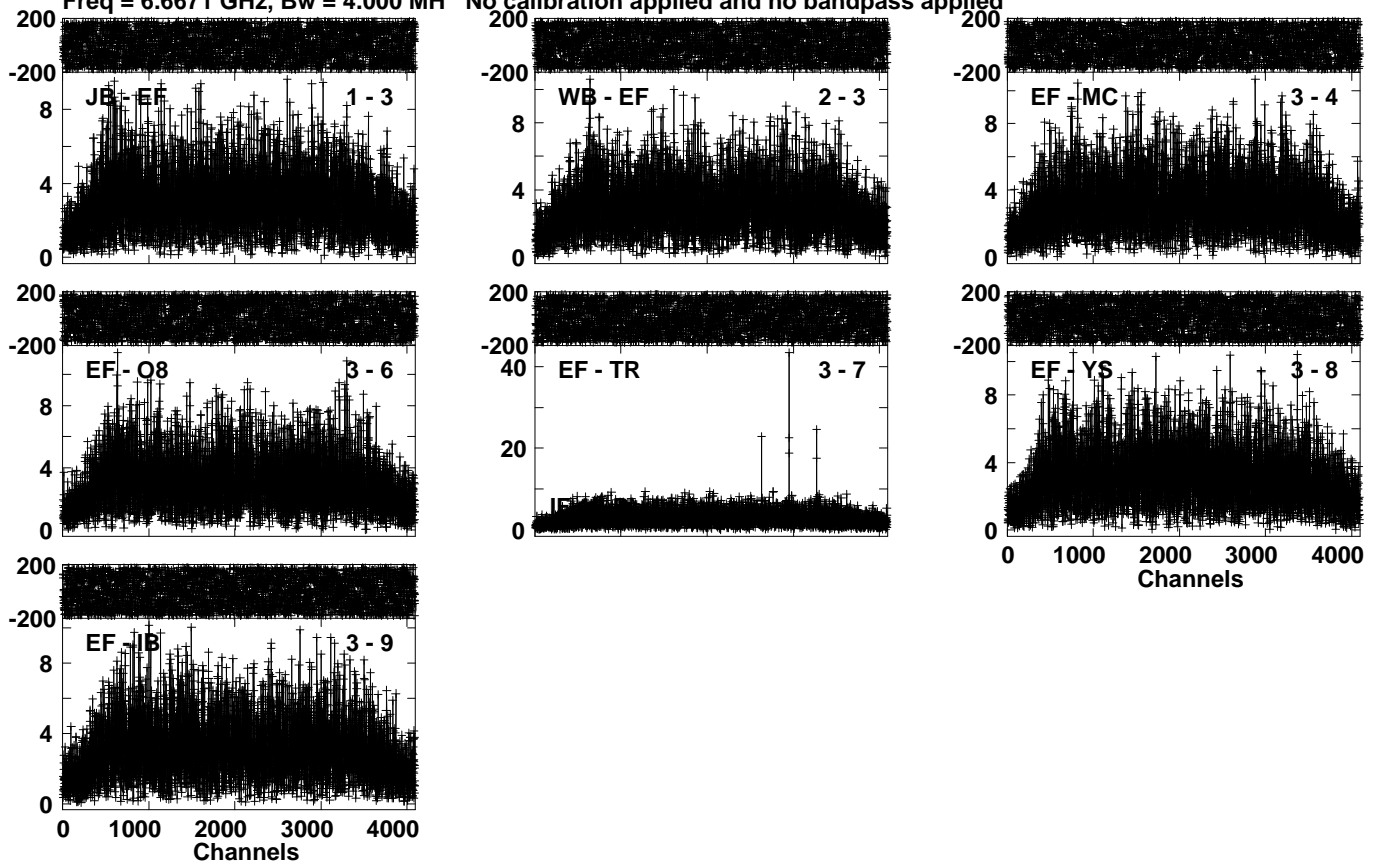 Freq = 6.6671 GHz, Bw = 4.000 MH No calibration applied and no bandpass applied
200
-200
JB - EF 1 - 3
8
4
0
200
-200
WB - EF 2 - 3
8
4
0
200
-200
EF - MC 3 - 4
8
4
0
200
-200
EF - O8 3 - 6
8
4
0
200
-200
EF - TR 3 - 7
40
20
0
200
-200
EF - YS 3 - 8
8
4
0
0 1000 2000 3000 4000
Channels
200
-200
EF - IB 3 - 9
8
4
0
0 1000 2000 3000 4000
Channels